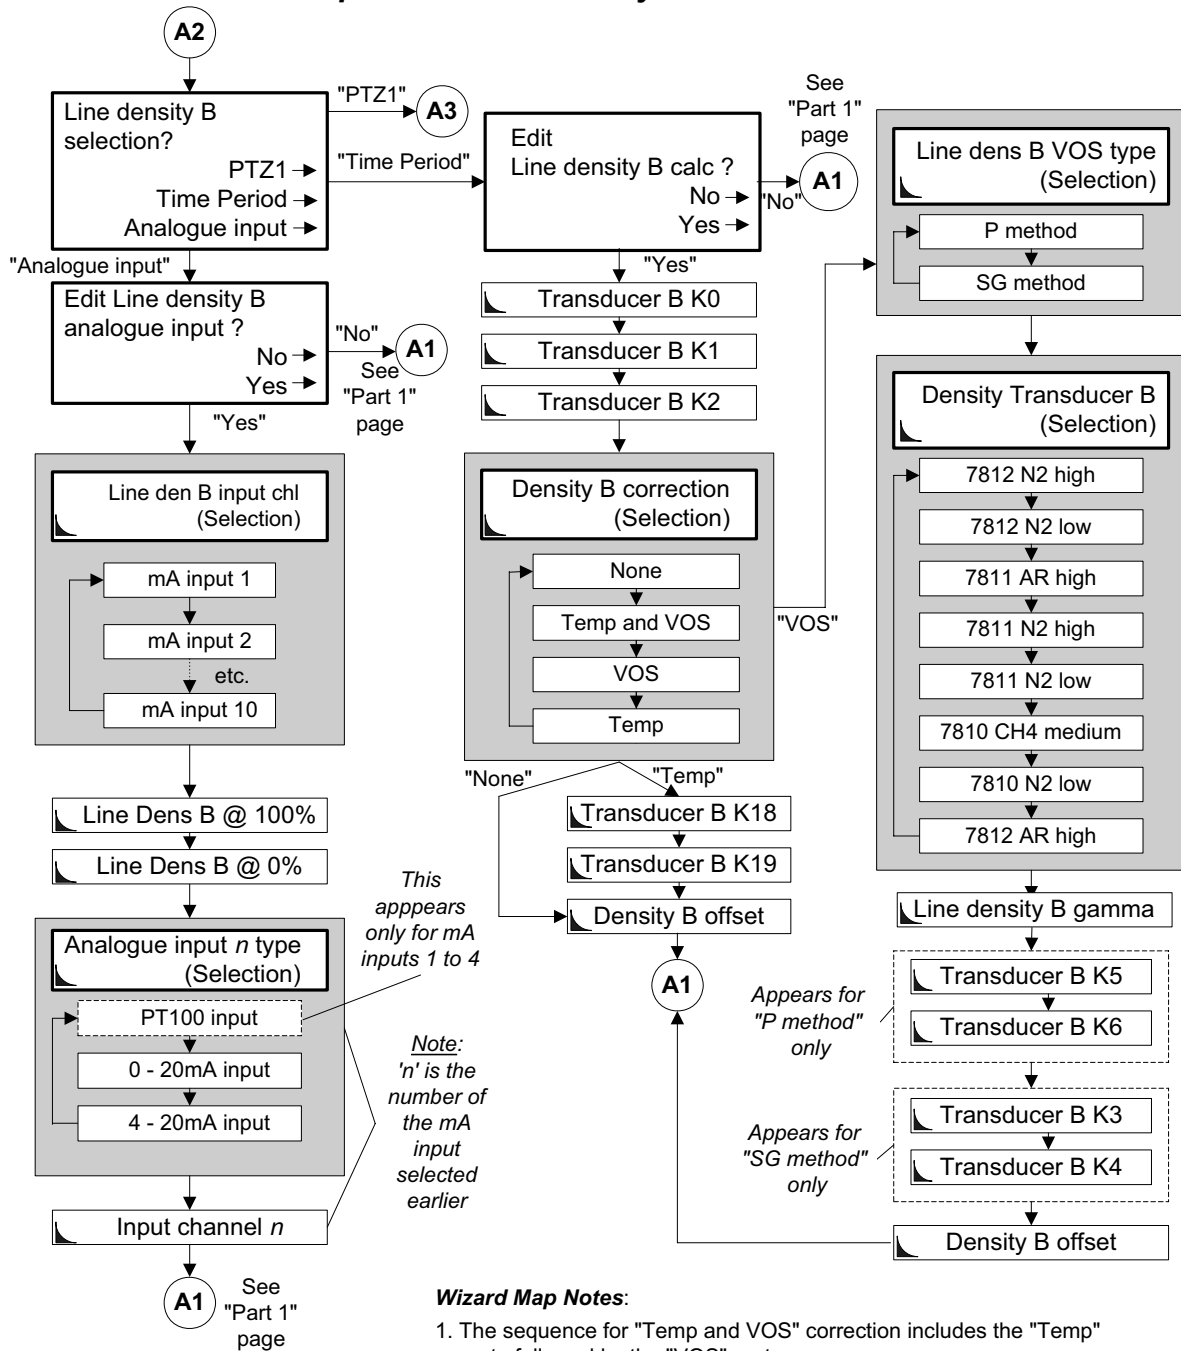 A2
Line density B
selection?
PTZ1
Time Period
Analogue input
"PTZ1"
A3
"Time Period"
"Analogue input"
Edit Line density B
analogue input ?
No
Yes
"No"
A1
See
"Part 1"
page
"Yes"
Line den B input chl
(Selection)
mA input 1
mA input 2
etc.
mA input 10
Line Dens B @ 100%
Line Dens B @ 0%
Analogue input n type
(Selection)
PT100 input
0 - 20mA input
4 - 20mA input
This
apppears
only for mA
inputs 1 to 4
Note:
'n' is the
number of
the mA
input
selected
earlier
Input channel n
A1
See
"Part 1"
page
Edit
Line density B calc ?
No
Yes
"No"
See
"Part 1"
page
A1
"Yes"
Transducer B K0
Transducer B K1
Transducer B K2
Density B correction
(Selection)
None
Temp and VOS
VOS
Temp
"VOS"
"None"
"Temp"
Transducer B K18
Transducer B K19
Density B offset
A1
Line dens B VOS type
(Selection)
P method
SG method
Density Transducer B
(Selection)
7812 N2 high
7812 N2 low
7811 AR high
7811 N2 high
7811 N2 low
7810 CH4 medium
7810 N2 low
7812 AR high
Line density B gamma
Appears for
"P method"
only
Transducer B K5
Transducer B K6
Appears for
"SG method"
only
Transducer B K3
Transducer B K4
Density B offset
Wizard Map Notes:
1. The sequence for "Temp and VOS" correction includes the "Temp"